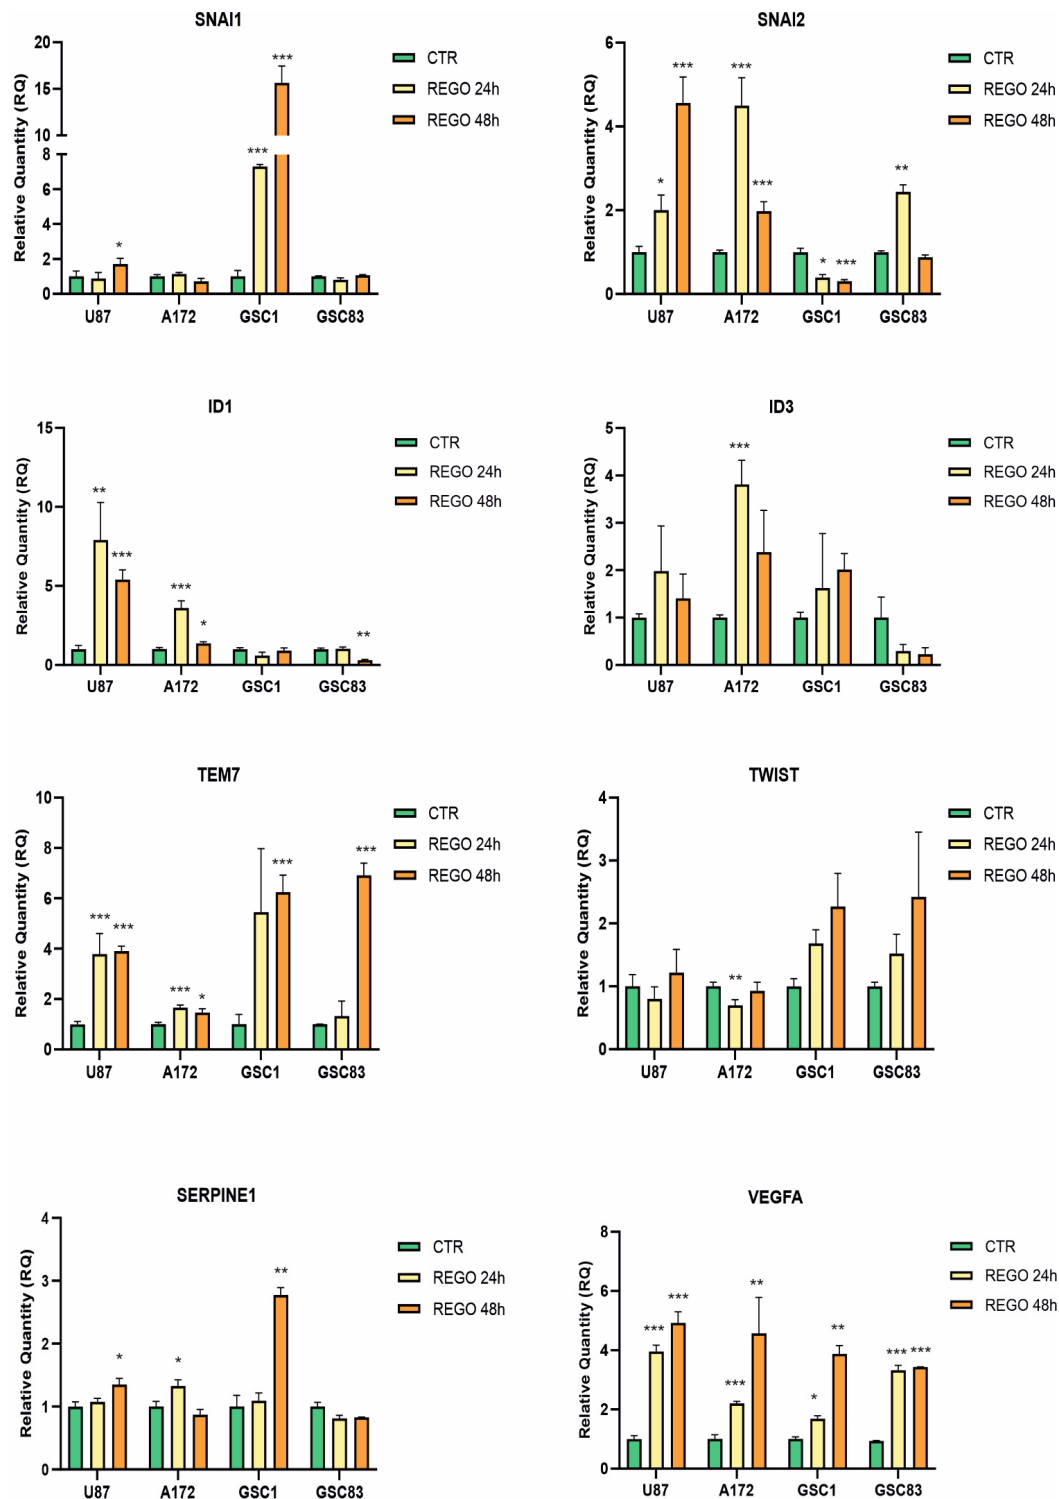 SNAI1
Relative Quantity (RQ)
20
15
10
8
6
4
2
0
*
***
***
U87
A172
GSC1
GSC83
CTR
REGO 24h
REGO 48h
SNAI2
Relative Quantity (RQ)
6
4
2
0
*
***
***
***
*
***
**
U87
A172
GSC1
GSC83
CTR
REGO 24h
REGO 48h
ID1
Relative Quantity (RQ)
15
10
5
0
**
***
***
*
**
U87
A172
GSC1
GSC83
CTR
REGO 24h
REGO 48h
ID3
Relative Quantity (RQ)
5
4
3
2
1
0
***
U87
A172
GSC1
GSC83
CTR
REGO 24h
REGO 48h
TEM7
Relative Quantity (RQ)
10
8
6
4
2
0
***
***
***
*
***
***
U87
A172
GSC1
GSC83
CTR
REGO 24h
REGO 48h
TWIST
Relative Quantity (RQ)
4
3
2
1
0
**
U87
A172
GSC1
GSC83
CTR
REGO 24h
REGO 48h
SERPINE1
Relative Quantity (RQ)
4
3
2
1
0
*
*
**
U87
A172
GSC1
GSC83
CTR
REGO 24h
REGO 48h
VEGFA
Relative Quantity (RQ)
8
6
4
2
0
***
***
***
**
*
**
***
***
U87
A172
GSC1
GSC83
CTR
REGO 24h
REGO 48h